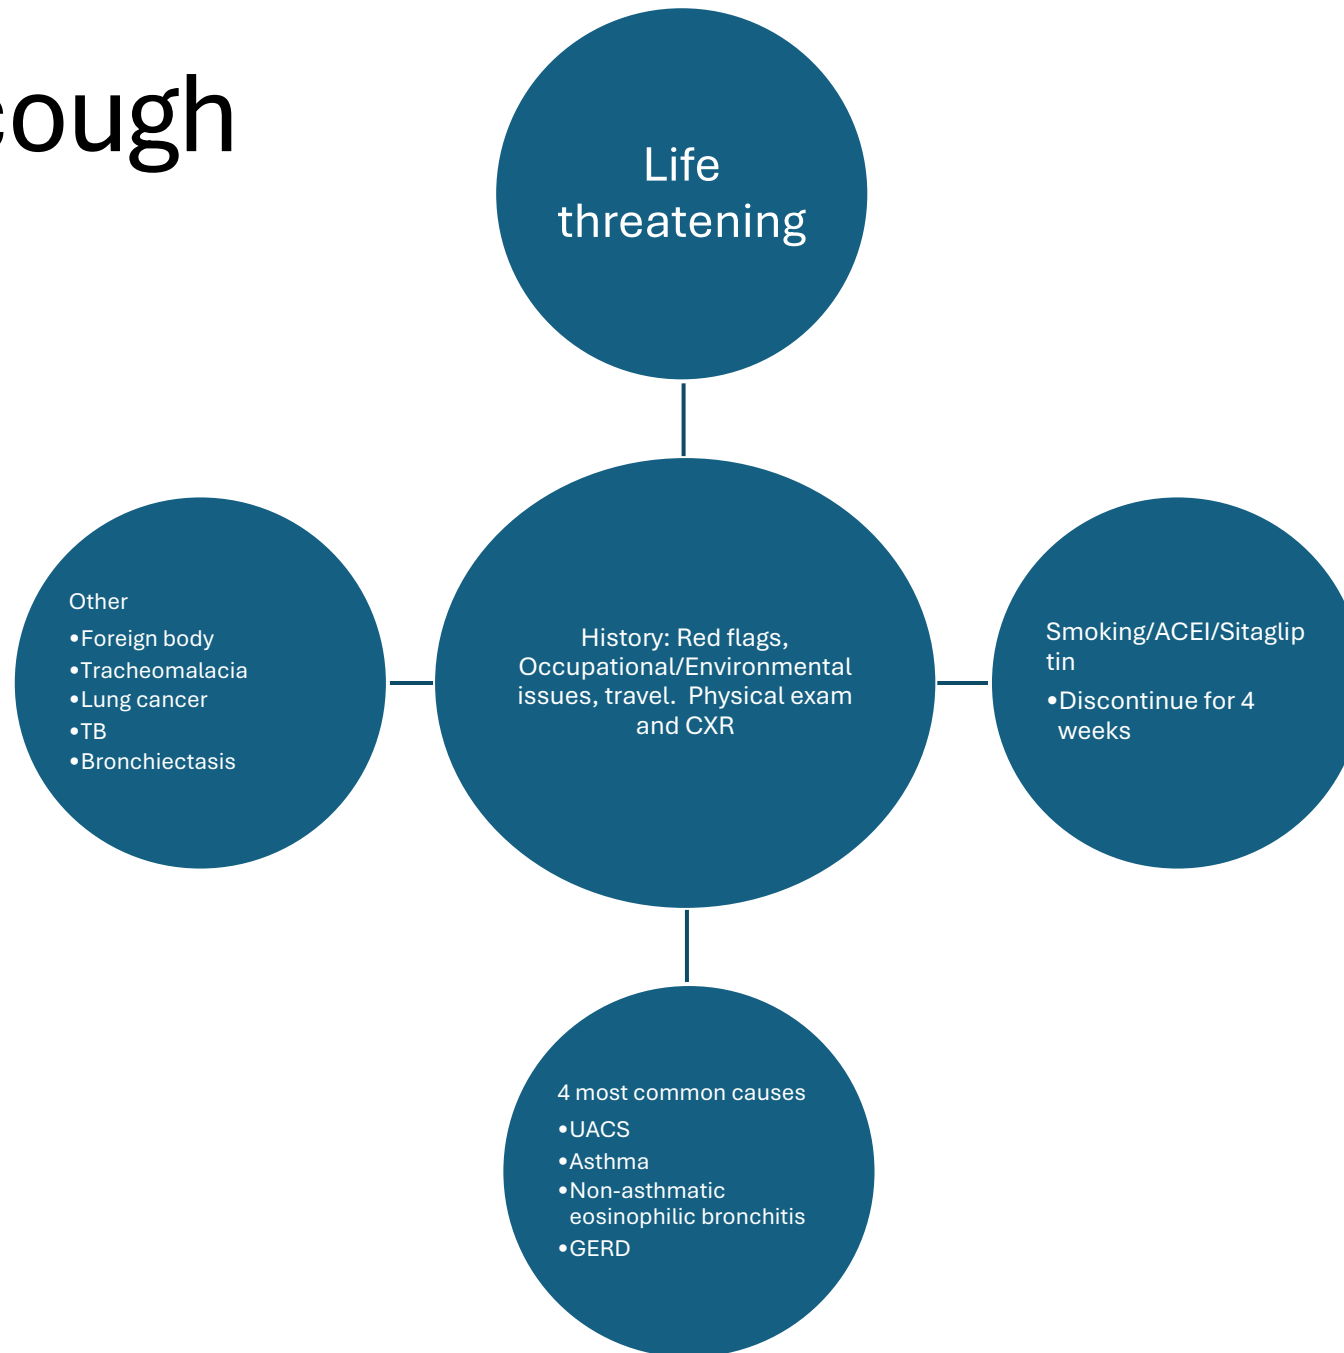 cough
Life
threatening
Other
•Foreign body
•Tracheomalacia
•Lung cancer
•TB
•Bronchiectasis
History: Red flags,
Occupational/Environmental
issues, travel.  Physical exam
and CXR
Smoking/ACEI/Sitaglip
tin
•Discontinue for 4
weeks
4 most common causes
•UACS
•Asthma
•Non-asthmatic
eosinophilic bronchitis
•GERD